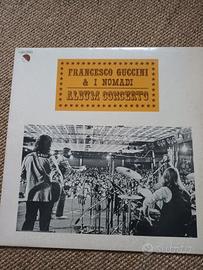 FRANCESCO GUCCINI
& I NOMADI
ALBUM CONCERTO